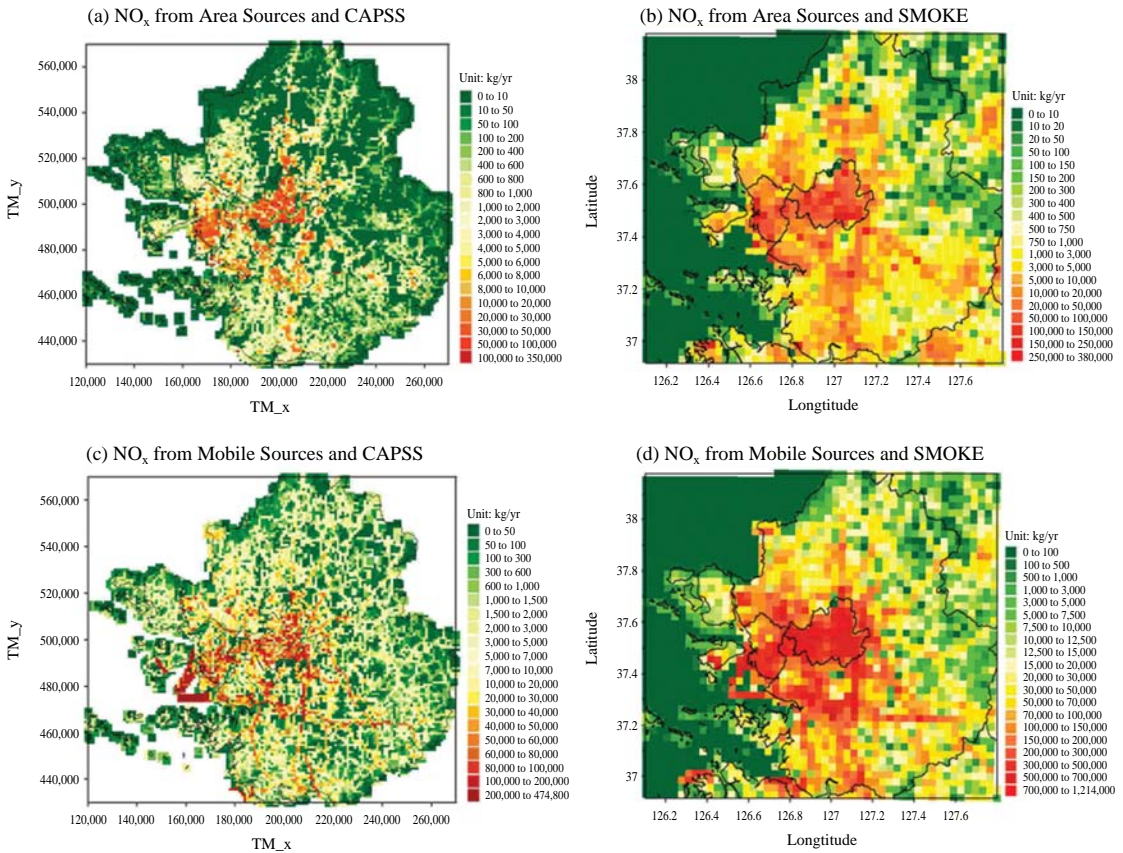 (a) NOx from Area Sources and CAPSS
560,000
540,000
520,000
500,000
480,000
460,000
440,000
TM_y
120,000 140,000 160,000 180,000 200,000 220,000 240,000 260,000
TM_x
Unit: kg/yr
0 to 10
10 to 50
50 to 100
100 to 200
200 to 400
400 to 600
600 to 800
800 to 1,000
1,000 to 2,000
2,000 to 3,000
3,000 to 4,000
4,000 to 5,000
5,000 to 6,000
6,000 to 8,000
8,000 to 10,000
10,000 to 20,000
20,000 to 30,000
30,000 to 50,000
50,000 to 100,000
100,000 to 350,000
(b) NOx from Area Sources and SMOKE
38
37.8
37.6
37.4
37.2
37
Latitude
126.2 126.4 126.6 126.8 127 127.2 127.4 127.6
Longtitude
Unit: kg/yr
0 to 10
10 to 20
20 to 50
50 to 100
100 to 150
150 to 200
200 to 300
300 to 400
400 to 500
500 to 750
750 to 1,000
1,000 to 3,000
3,000 to 5,000
5,000 to 10,000
10,000 to 20,000
20,000 to 50,000
50,000 to 100,000
100,000 to 150,000
150,000 to 250,000
250,000 to 380,000
(c) NOx from Mobile Sources and CAPSS
560,000
540,000
520,000
500,000
480,000
460,000
440,000
TM_y
120,000 140,000 160,000 180,000 200,000 220,000 240,000 260,000
TM_x
Unit: kg/yr
0 to 50
50 to 100
100 to 300
300 to 600
600 to 1,000
1,000 to 1,500
1,500 to 2,000
2,000 to 3,000
3,000 to 5,000
5,000 to 7,000
7,000 to 10,000
10,000 to 20,000
20,000 to 30,000
30,000 to 40,000
40,000 to 50,000
50,000 to 60,000
60,000 to 80,000
80,000 to 100,000
100,000 to 200,000
200,000 to 474,800
(d) NOx from Mobile Sources and SMOKE
38
37.8
37.6
37.4
37.2
37
Latitude
126.2 126.4 126.6 126.8 127 127.2 127.4 127.6
Longtitude
Unit: kg/yr
0 to 100
100 to 500
500 to 1,000
1,000 to 3,000
3,000 to 5,000
5,000 to 7,500
7,500 to 10,000
10,000 to 12,500
12,500 to 15,000
15,000 to 20,000
20,000 to 30,000
30,000 to 50,000
50,000 to 70,000
70,000 to 100,000
100,000 to 150,000
150,000 to 200,000
200,000 to 300,000
300,000 to 500,000
500,000 to 700,000
700,000 to 1,214,000